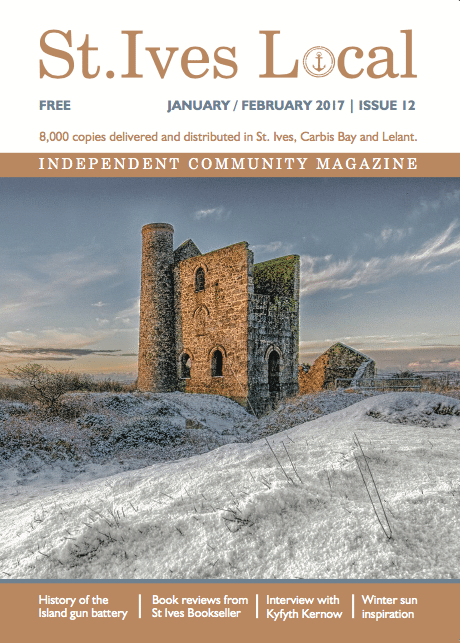 St.Ives Local
FREE JANUARY / FEBRUARY 2017 | ISSUE 12
8,000 copies delivered and distributed in St. Ives, Carbis Bay and Lelant.
INDEPENDENT COMMUNITY MAGAZINE
History of the
Island gun battery
Book reviews from
St Ives Bookseller
Interview with
Kyfyth Kernow
Winter sun
inspiration